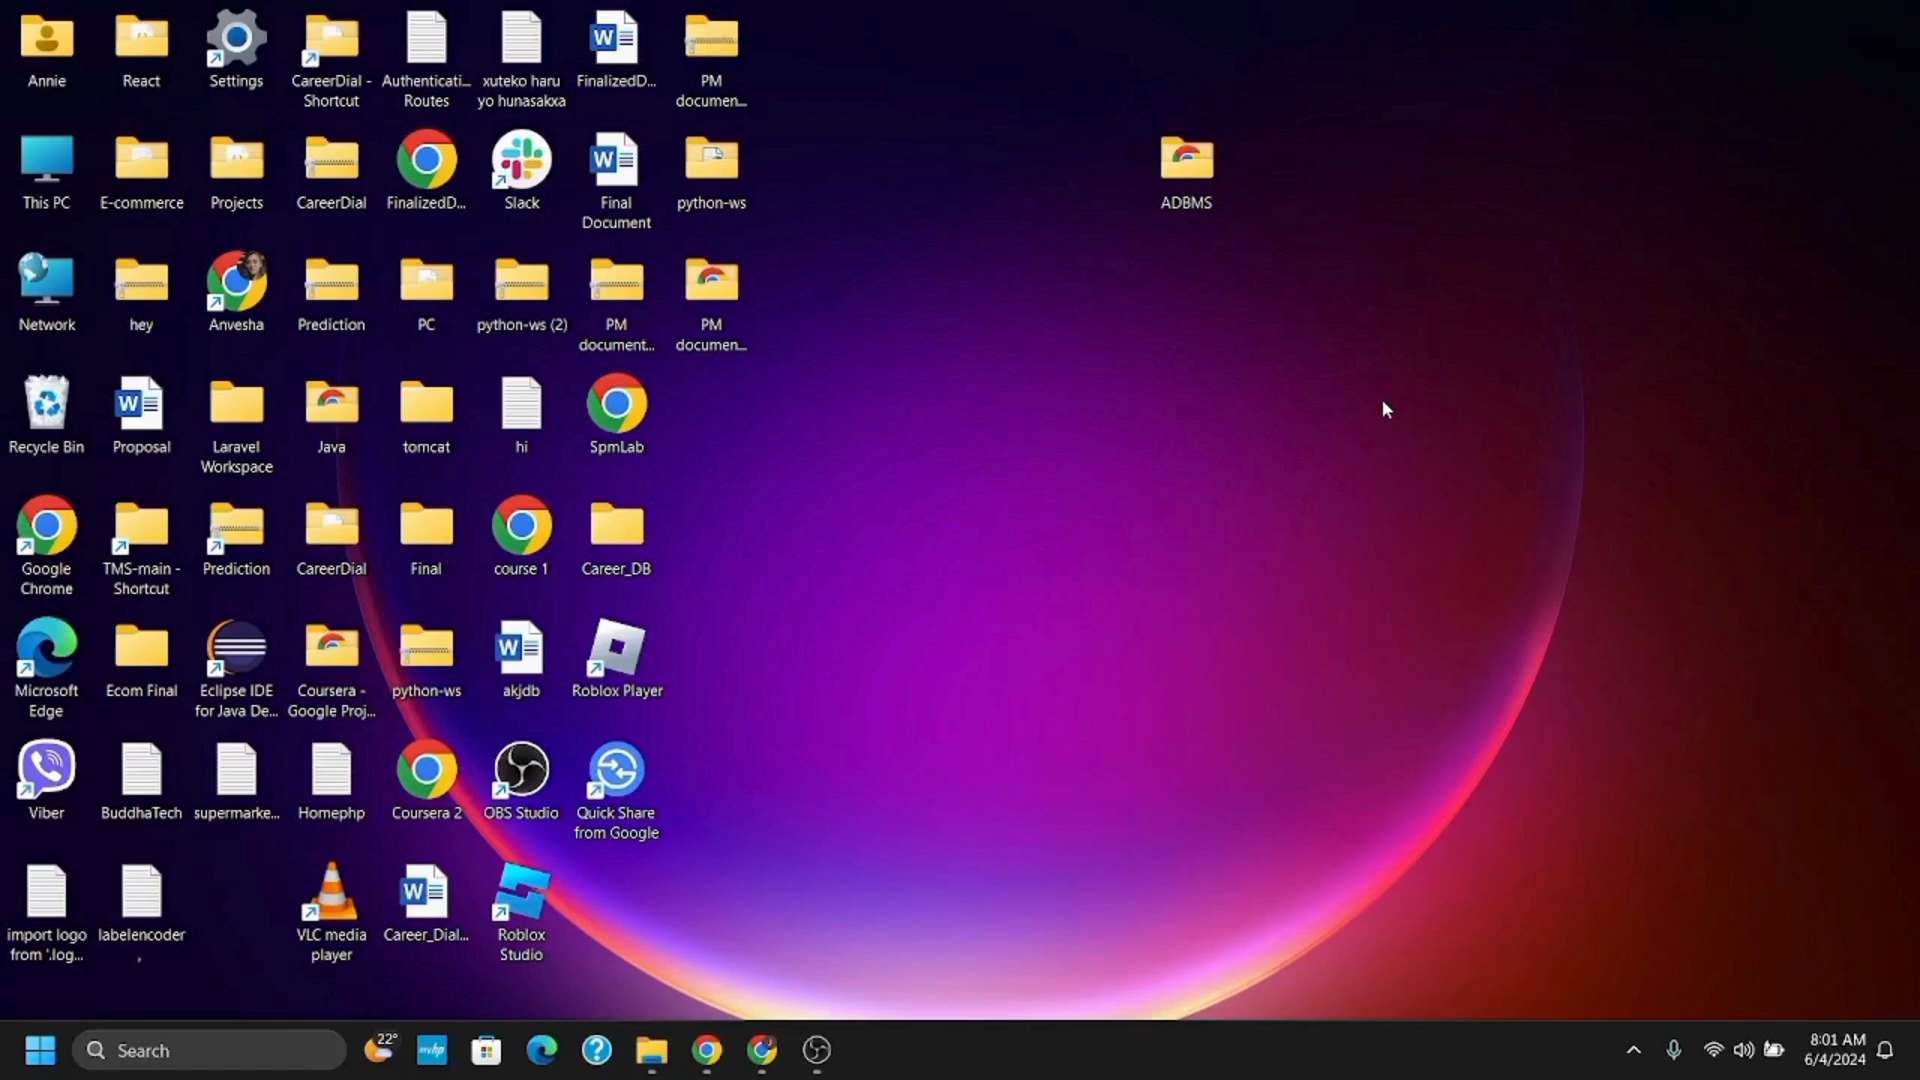 Annie
React
Settings
CareerDial -
Shortcut
Authenticati...
Routes
xuteko haru
yo hunasakxa
FinalizedD...
PM
documen...
This PC
E-commerce
Projects
CareerDial
FinalizedD...
Slack
Final
Document
python-ws
ADBMS
Network
hey
Anvesha
Prediction
PC
python-ws (2)
PM
document...
PM
documen...
Recycle Bin
Proposal
Laravel
Workspace
Java
tomcat
hi
SpmLab
Google
Chrome
TMS-main -
Shortcut
Prediction
CareerDial
Final
course 1
Career_DB
Microsoft
Edge
Ecom Final
Eclipse IDE
for Java De...
Coursera -
Google Proj...
python-ws
akjdb
Roblox Player
Viber
BuddhaTech
supermarke...
Homephp
Coursera 2
OBS Studio
Quick Share
from Google
import logo
from '.log...
labelencoder
,
VLC media
player
Career_Dial...
Roblox
Studio
Search
22°
myhp
8:01 AM
6/4/2024